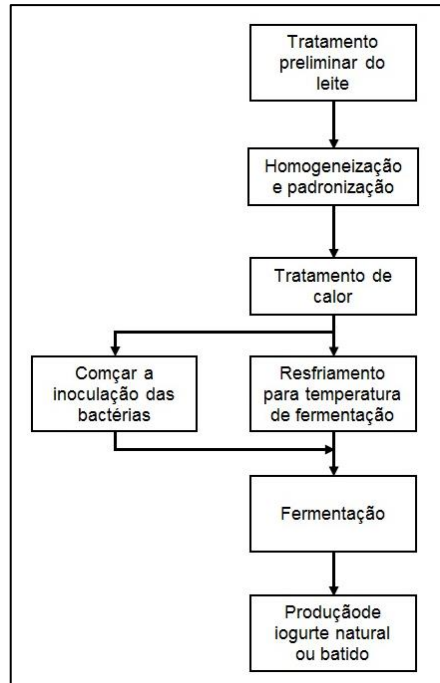 Tratamento
preliminar do
leite
Homogeneização
e padronização
Tratamento de
calor
Comçar a
inoculação das
bactérias
Resfriamento
para temperatura
de fermentação
Fermentação
Produçãode
iogurte natural
ou batido